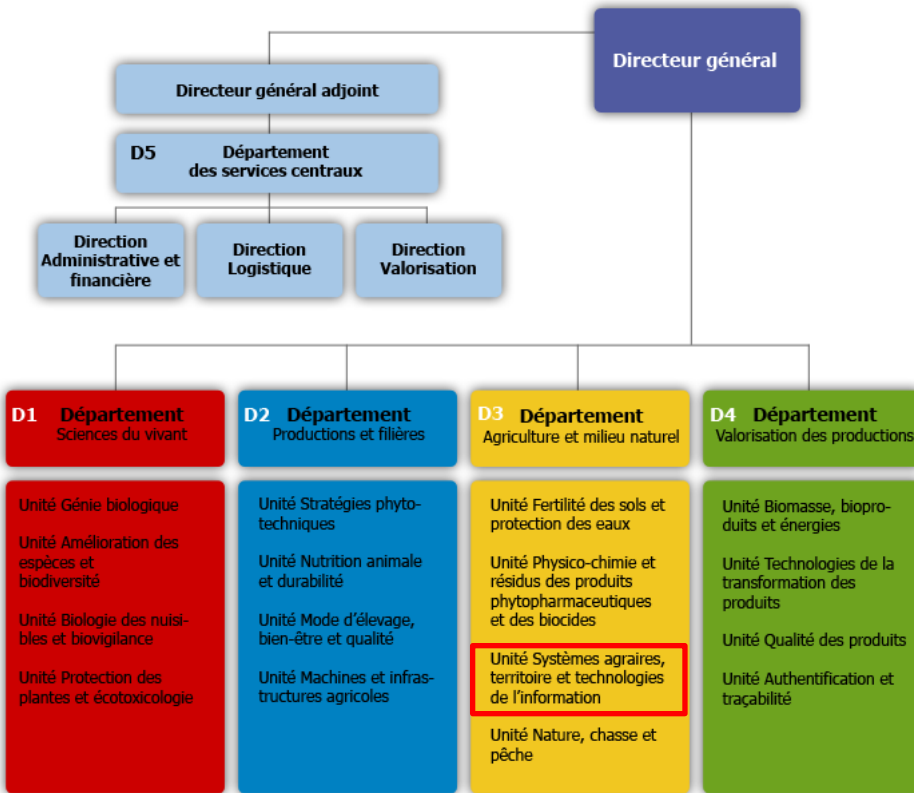 Directeur général
Directeur général adjoint
D5 Département
des services centraux
Direction
Administrative et
financière
Direction
Logistique
Direction
Valorisation
D1 Département
Sciences du vivant
Unité Génie biologique
Unité Amélioration des
espèces et
biodiversité
Unité Biologie des nuisi-
bles et biovigilance
Unité Protection des
plantes et écotoxicologie
D2 Département
Productions et filières
Unité Stratégies phyto-
techniques
Unité Nutrition animale
et durabilité
Unité Mode d'élevage,
bien-être et qualité
Unité Machines et infras-
tructures agricoles
D3 Département
Agriculture et milieu naturel
Unité Fertilité des sols et
protection des eaux
Unité Physico-chimie et
résidus des produits
phytopharmaceutiques
et des biocides
Unité Systèmes agraires,
territoire et technologies
de l'information
Unité Nature, chasse et
pêche
D4 Département
Valorisation des productions
Unité Biomasse, biopro-
duits et énergies
Unité Technologies de la
transformation des
produits
Unité Qualité des produits
Unité Authentification et
traçabilité